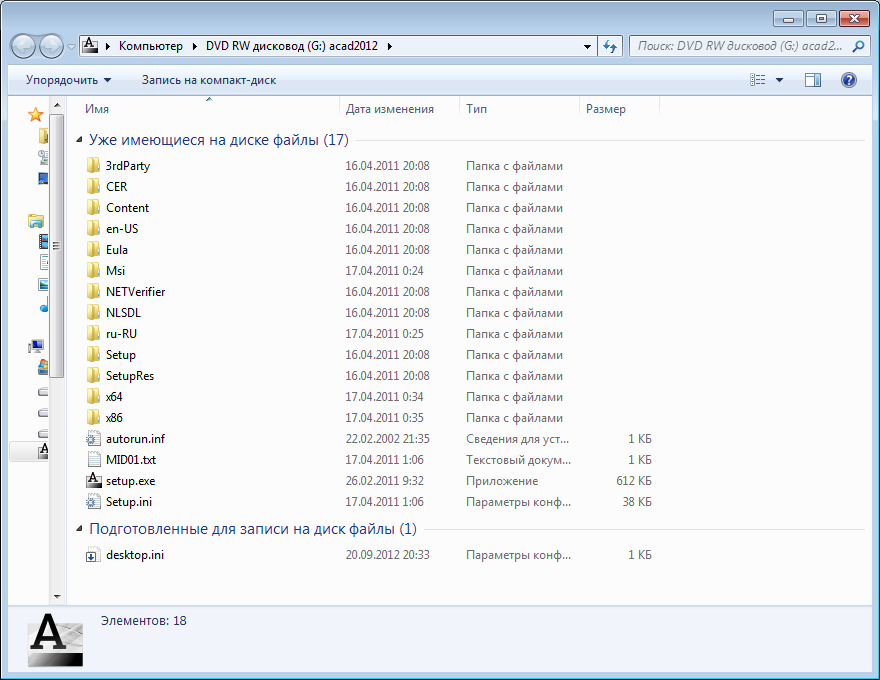 Компьютер DVD RW дисковод (G:) acad2012 Поиск: DVD RW дисковод (G:) acad2...
Упорядочить Запись на компакт-диск
Имя Дата изменения Тип Размер
Уже имеющиеся на диске файлы (17)
3rdParty 16.04.2011 20:08 Папка с файлами
CER 16.04.2011 20:08 Папка с файлами
Content 16.04.2011 20:08 Папка с файлами
en-US 16.04.2011 20:08 Папка с файлами
Eula 16.04.2011 20:08 Папка с файлами
Msi 17.04.2011 0:24 Папка с файлами
NETVerifier 16.04.2011 20:08 Папка с файлами
NLSDL 16.04.2011 20:08 Папка с файлами
ru-RU 17.04.2011 0:25 Папка с файлами
Setup 16.04.2011 20:08 Папка с файлами
SetupRes 16.04.2011 20:08 Папка с файлами
x64 17.04.2011 0:34 Папка с файлами
x86 17.04.2011 0:35 Папка с файлами
autorun.inf 22.02.2002 21:35 Сведения для уст... 1 КБ
MID01.txt 17.04.2011 1:06 Текстовый докум... 1 КБ
setup.exe 26.02.2011 9:32 Приложение 612 КБ
Setup.ini 17.04.2011 1:06 Параметры конф... 38 КБ
Подготовленные для записи на диск файлы (1)
desktop.ini 20.09.2012 20:33 Параметры конф... 1 КБ
Элементов: 18